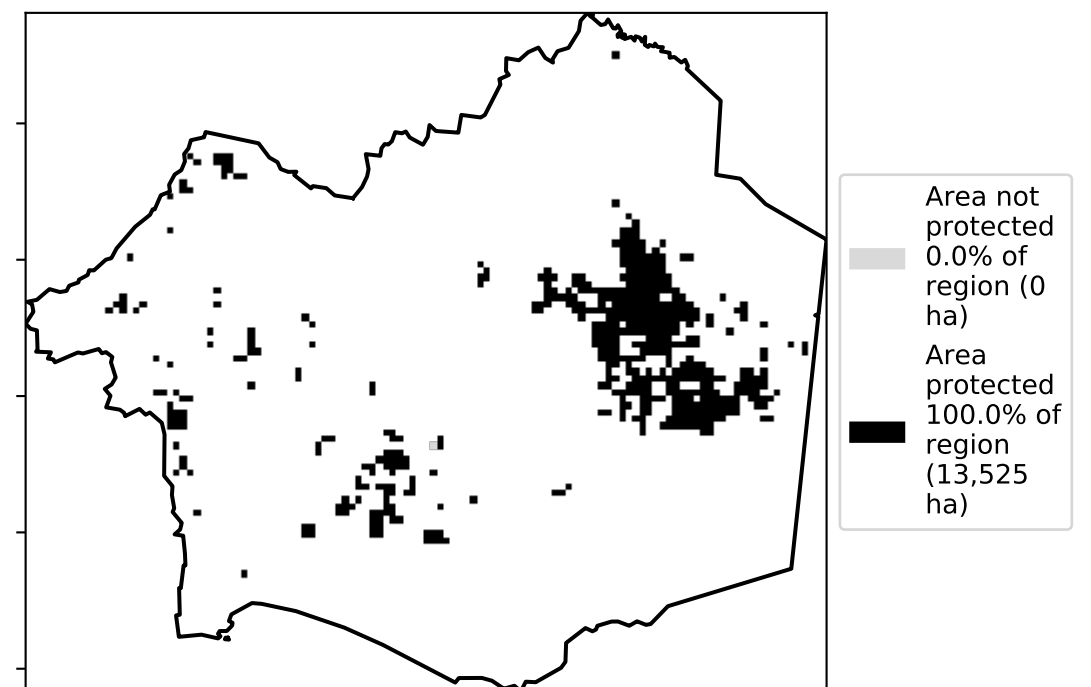 Area not
protected
0.0% of
region (0
ha)
Area
protected
100.0% of
region
(13,525
ha)